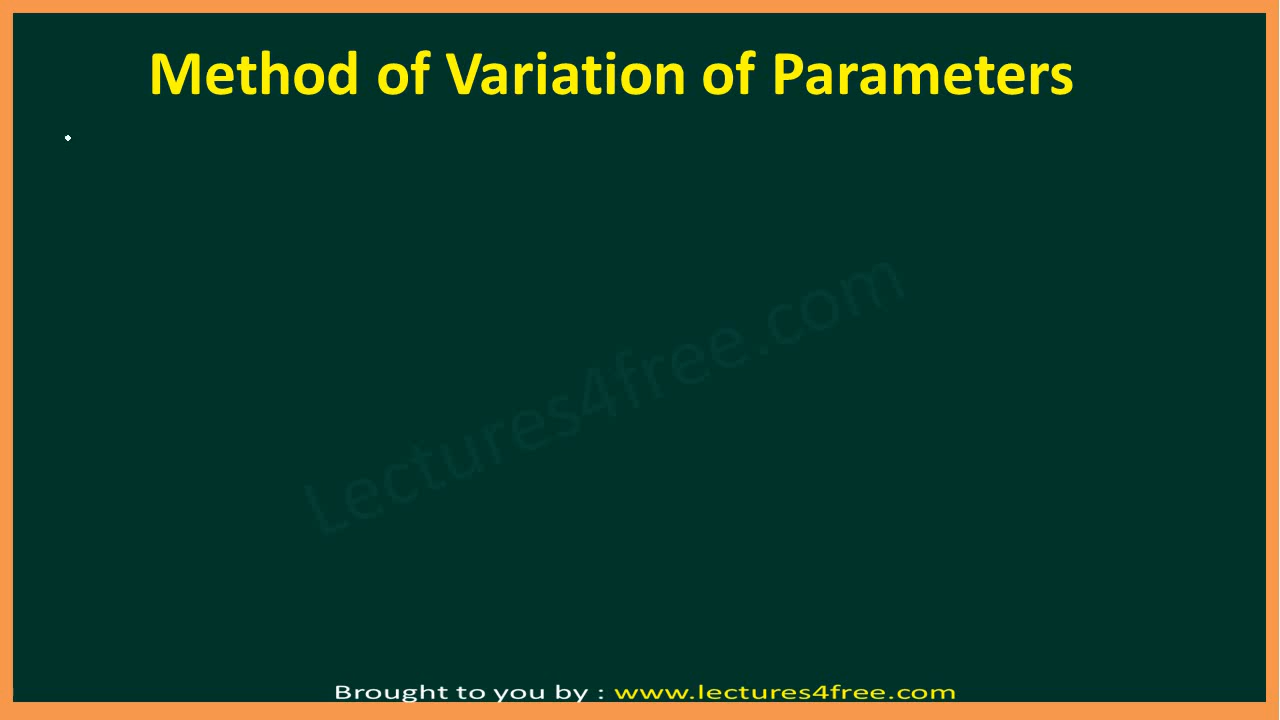 Method of Variation of Parameters
Lectures4free.com
Brought to you by : www.lectures4free.com